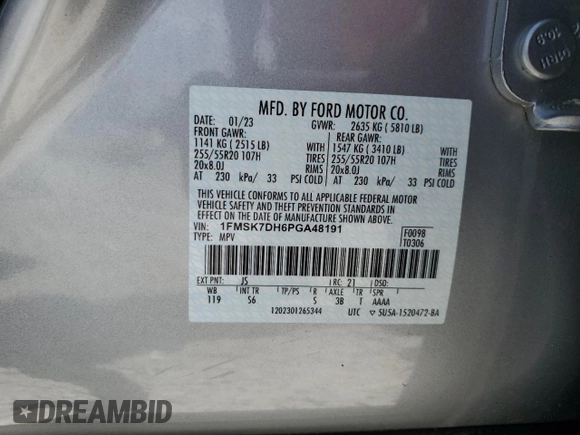 MFD. BY FORD MOTOR CO.
DATE: 01/23 GVWR: 2635 KG ( 5810 LB)
FRONT GAWR: REAR GAWR:
1141 KG ( 2515 LB) WITH 1547 KG ( 3410 LB) WITH
255/55R20 107H TIRES 255/55R20 107H TIRES
20x8.0J RIMS 20x8.0J RIMS
AT 230 kPa/ 33 PSI COLD AT 230 kPa/ 33 PSI COLD
THIS VEHICLE CONFORMS TO ALL APPLICABLE FEDERAL MOTOR
VEHICLE SAFETY AND THEFT PREVENTION STANDARDS IN
EFFECT ON THE DATE OF MANUFACTURE SHOWN ABOVE.
VIN: 1FMSK7DH6PGA48191 F0098
TYPE: MPV T0306
EXT PNT: JS RC: 21 DSO:
WB INT TR TP/PS R AXLE TR SPR
119 S6 S 3B T AAAA
1202301265344 UTC ▽ SU5A-1520472-BA
DREAMBID